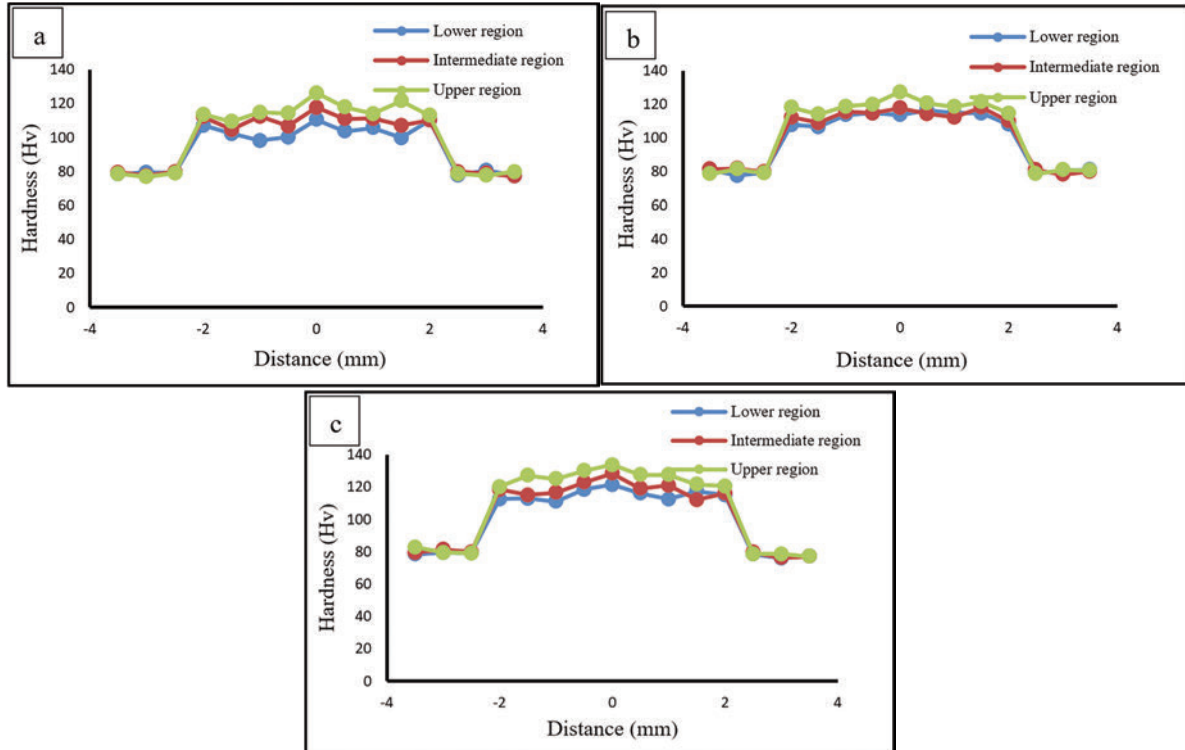 a
Lower region
Intermediate region
Upper region
140
120
100
80
60
40
20
0
-4
-2
0
2
4
Hardness (Hv)
Distance (mm)
b
Lower region
Intermediate region
Upper region
140
120
100
80
60
40
20
0
-4
-2
0
2
4
Hardness (Hv)
Distance (mm)
c
Lower region
Intermediate region
Upper region
140
120
100
80
60
40
20
0
-4
-2
0
2
4
Hardness (Hv)
Distance (mm)